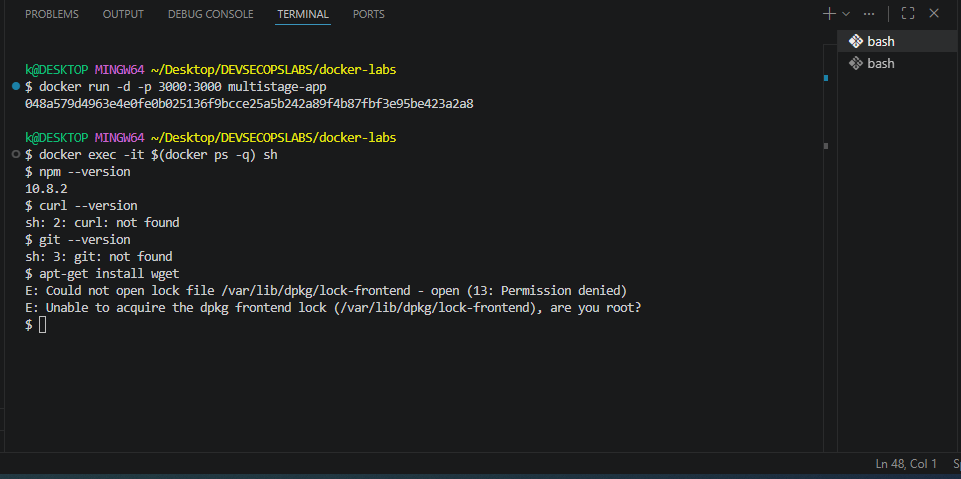 PROBLEMS OUTPUT DEBUG CONSOLE TERMINAL PORTS
bash
bash
k@DESKTOP MINGW64 ~/Desktop/DEVSECOPSLABS/docker-labs
$ docker run -d -p 3000:3000 multistage-app
048a579d4963e4e0fe0b025136f9bcce25a5b242a89f4b87fbf3e95be423a2a8
k@DESKTOP MINGW64 ~/Desktop/DEVSECOPSLABS/docker-labs
$ docker exec -it $(docker ps -q) sh
$ npm --version
10.8.2
$ curl --version
sh: 2: curl: not found
$ git --version
sh: 3: git: not found
$ apt-get install wget
E: Could not open lock file /var/lib/dpkg/lock-frontend - open (13: Permission denied)
E: Unable to acquire the dpkg frontend lock (/var/lib/dpkg/lock-frontend), are you root?
$
Ln 48, Col 1